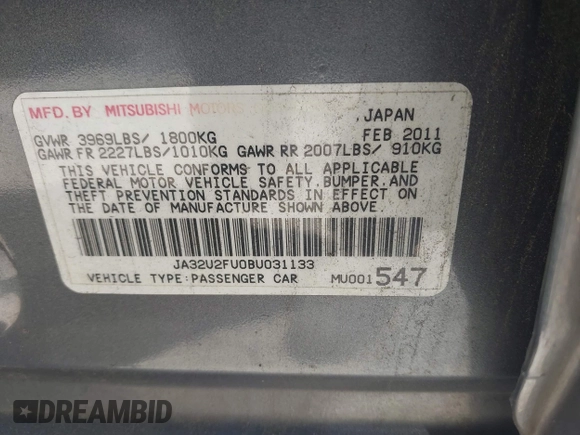 MFD. BY MITSUBISHI MOTORS
JAPAN
GVWR 3969LBS/ 1800KG
FEB 2011
GAWR FR 2227LBS/1010KG GAWR RR 2007LBS/ 910KG
THIS VEHICLE CONFORMS TO ALL APPLICABLE
FEDERAL MOTOR VEHICLE SAFETY, BUMPER, AND
THEFT PREVENTION STANDARDS IN EFFECT ON
THE DATE OF MANUFACTURE SHOWN ABOVE.
JA32U2FU0BU031133
VEHICLE TYPE:PASSENGER CAR
MU001547
DREAMBID